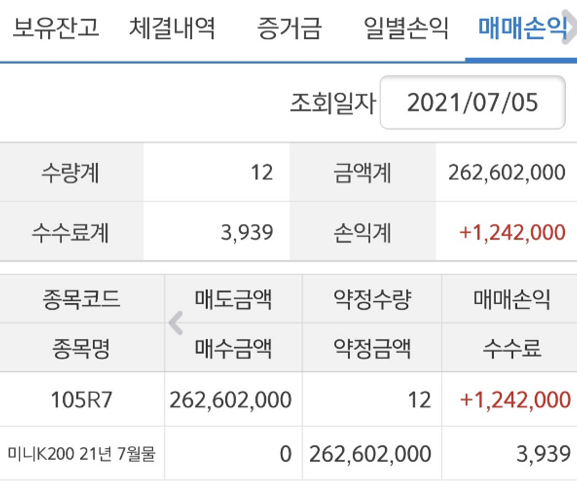 보유잔고 체결내역 증거금 일별손익 매매손익
조회일자 2021/07/05
수량계 12 금액계 262,602,000
수수료계 3,939 손익계 +1,242,000
종목코드 매도금액 약정수량 매매손익
종목명 매수금액 약정금액 수수료
105R7 262,602,000 12 +1,242,000
미니K200 21년 7월물 0 262,602,000 3,939